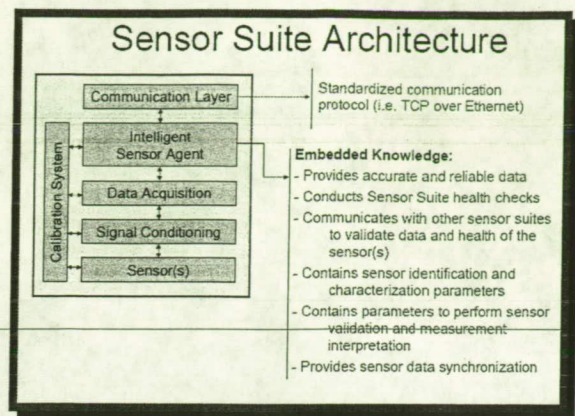 Sensor Suite Architecture
Communication Layer
Intelligent
Sensor Agent
Data Acquisition
Signal Conditioning
Sensor(s)
Calibration System
Standardized communication
protocol (i.e. TCP over Ethernet)
Embedded Knowledge:
- Provides accurate and reliable data
- Conducts Sensor Suite health checks
- Communicates with other sensor suites
to validate data and health of the
sensor(s)
- Contains sensor identification and
characterization parameters
- Contains parameters to perform sensor
validation and measurement
interpretation
- Provides sensor data synchronization